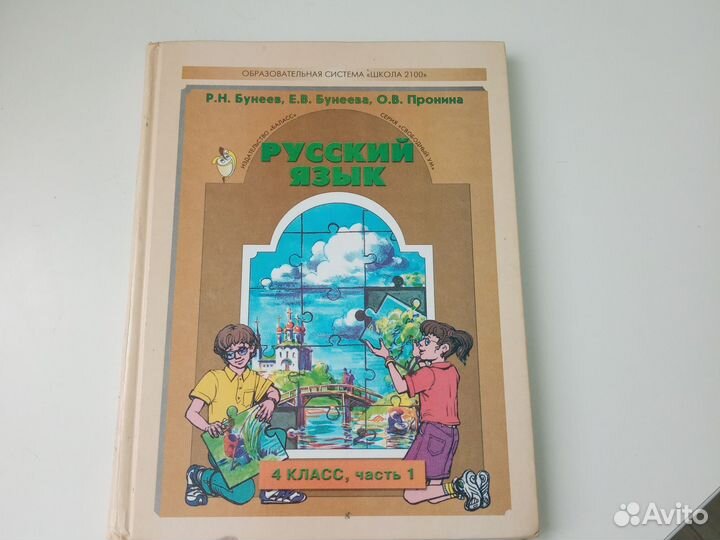 ОБРАЗОВАТЕЛЬНАЯ СИСТЕМА «ШКОЛА 2100»
Р.Н. Бунеев, Е.В. Бунеева, О.В. Пронина
ИЗДАТЕЛЬСТВО «БАЛАСС»
СЕРИЯ «СВОБОДНЫЙ УМ»
РУССКИЙ
ЯЗЫК
4 КЛАСС, часть 1
Avito